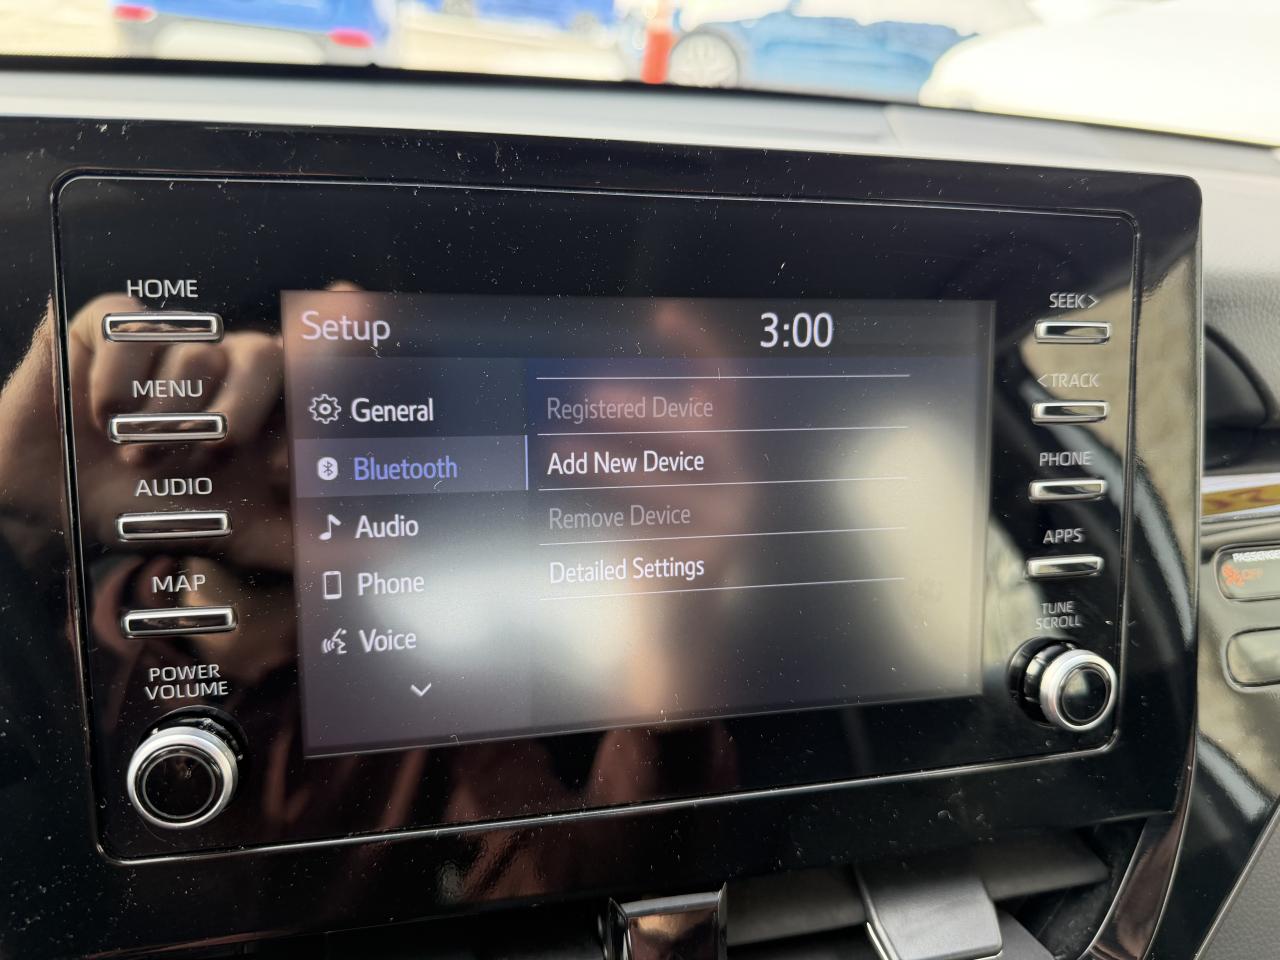 HOME
MENU
AUDIO
MAP
POWER
VOLUME
Setup
3:00
General
Bluetooth
Audio
Phone
Voice
Registered Device
Add New Device
Remove Device
Detailed Settings
SEEK>
<TRACK
PHONE
APPS
TUNE
SCROLL
OFF